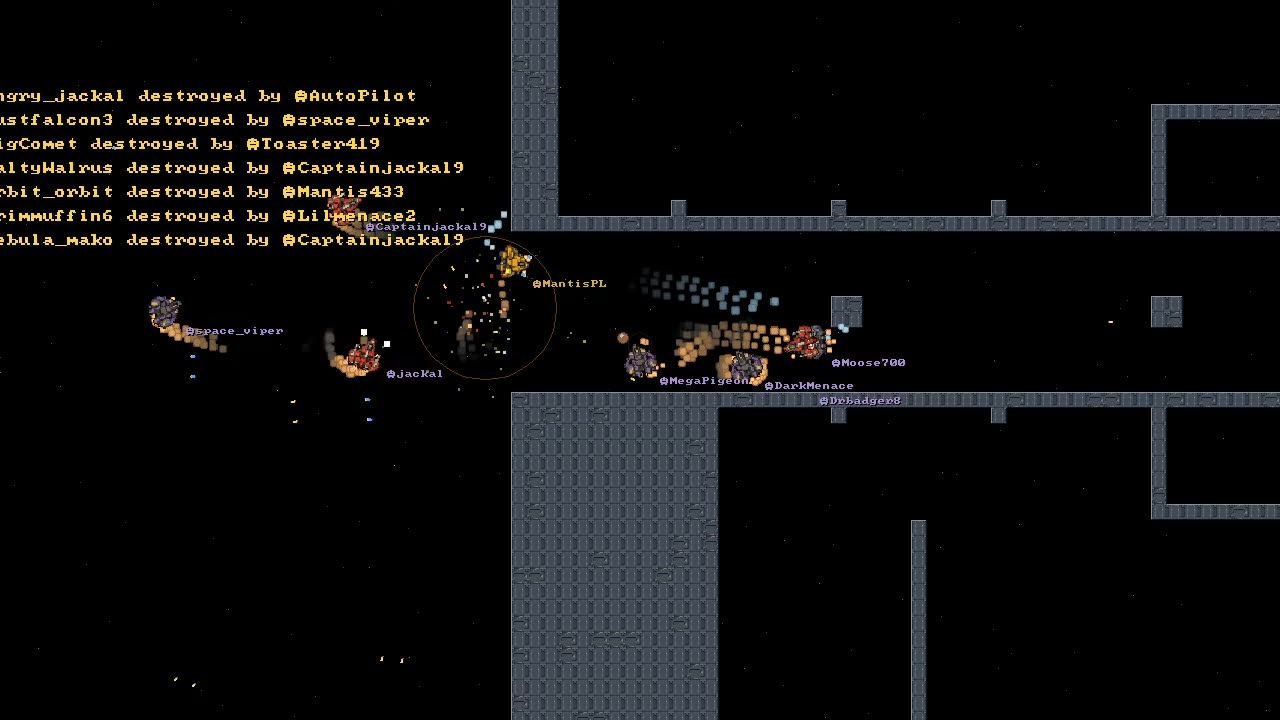 ngry_jackal destroyed by @AutoPilot
ustfalcon3 destroyed by @space_viper
igComet destroyed by @Toaster419
altyWalrus destroyed by @Captainjackal9
rbit_orbit destroyed by @Mantis433
rimmuffin6 destroyed by @Lilmenace2
@Captainjackal9
ebula_mako destroyed by @Captainjackal9
@MantisPL
@space_viper
@Moose700
@jackal
@MegaPigeon
@DarkMenace
@Drbadger8